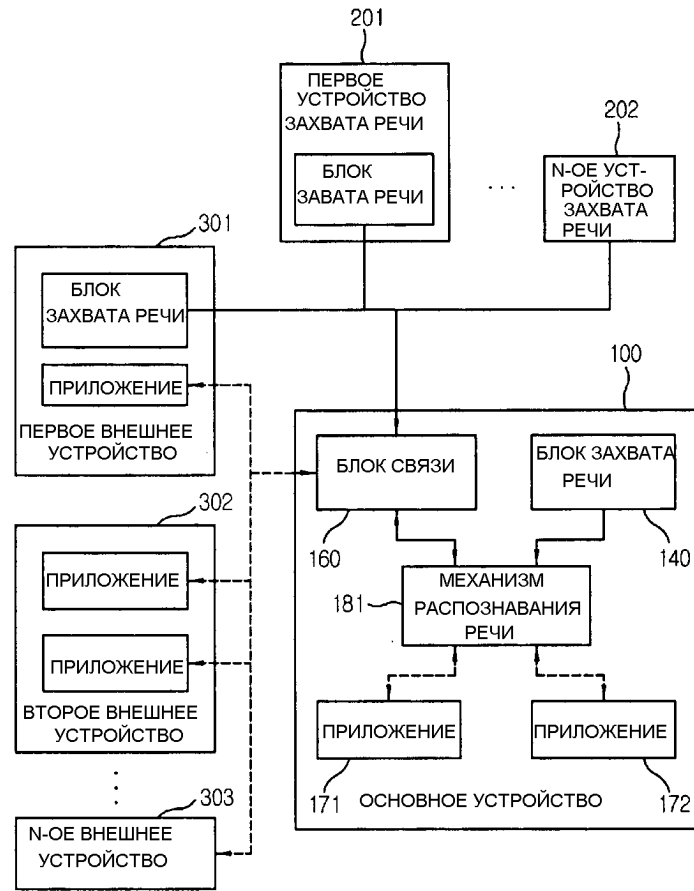 201
ПЕРВОЕ
УСТРОЙСТВО
ЗАХВАТА РЕЧИ
БЛОК
ЗАВАТА РЕЧИ
. . .
202
N-ОЕ УСТ-
РОЙСТВО
ЗАХВАТА
РЕЧИ
301
БЛОК
ЗАХВАТА РЕЧИ
ПРИЛОЖЕНИЕ
ПЕРВОЕ ВНЕШНЕЕ
УСТРОЙСТВО
302
ПРИЛОЖЕНИЕ
ПРИЛОЖЕНИЕ
ВТОРОЕ ВНЕШНЕЕ
УСТРОЙСТВО
303
N-ОЕ ВНЕШНЕЕ
УСТРОЙСТВО
100
БЛОК СВЯЗИ
160
БЛОК ЗАХВАТА
РЕЧИ
140
181
МЕХАНИЗМ
РАСПОЗНАВАНИЯ
РЕЧИ
ПРИЛОЖЕНИЕ
171
ПРИЛОЖЕНИЕ
172
ОСНОВНОЕ УСТРОЙСТВО